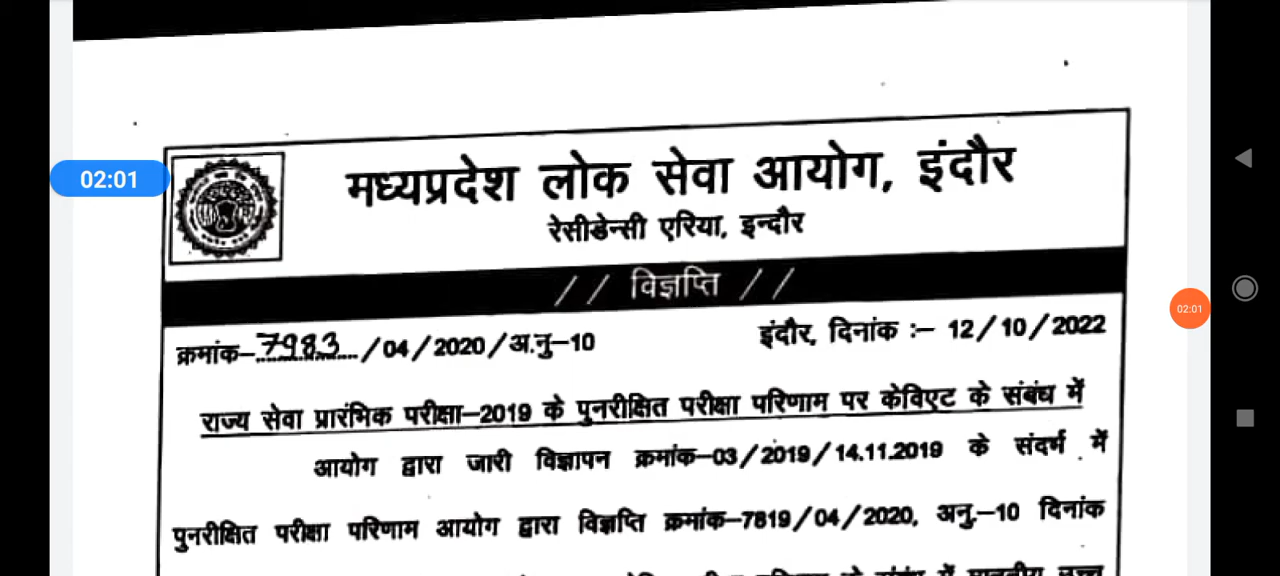 मध्यप्रदेश लोक सेवा आयोग, इंदौर
रेसीडेन्सी एरिया, इन्दौर
02:01
// विज्ञप्ति //
02:01
क्रमांक-7983/04/2020/अ.नु-10 इंदौर, दिनांक :- 12/10/2022
राज्य सेवा प्रारंभिक परीक्षा-2019 के पुनरीक्षित परीक्षा परिणाम पर केविएट के संबंध में
आयोग द्वारा जारी विज्ञापन क्रमांक-03/2019/14.11.2019 के संदर्भ में
पुनरीक्षित परीक्षा परिणाम आयोग द्वारा विज्ञप्ति क्रमांक-7819/04/2020, अनु.-10 दिनांक